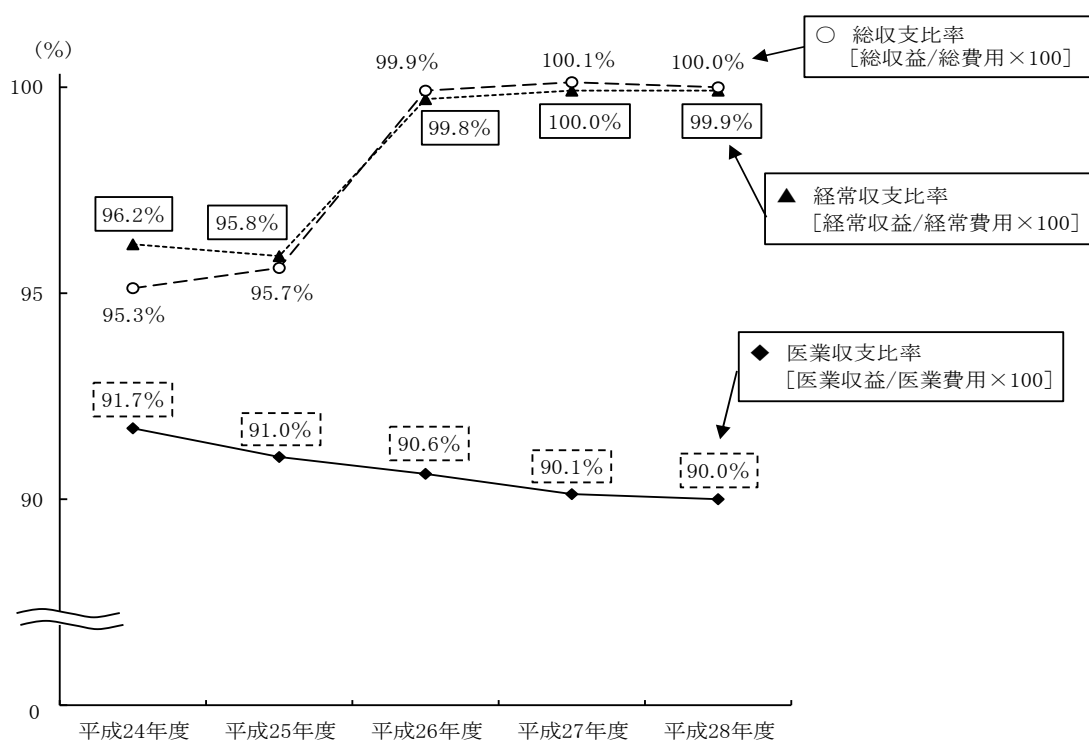 (%)
○ 総収支比率
[総収益/総費用×100]
99.9%
100.1%
100.0%
100
99.8%
100.0%
99.9%
▲ 経常収支比率
[経常収益/経常費用×100]
96.2%
95.8%
95
95.3%
95.7%
◆ 医業収支比率
[医業収益/医業費用×100]
91.7%
91.0%
90.6%
90.1%
90.0%
90
0
平成24年度
平成25年度
平成26年度
平成27年度
平成28年度